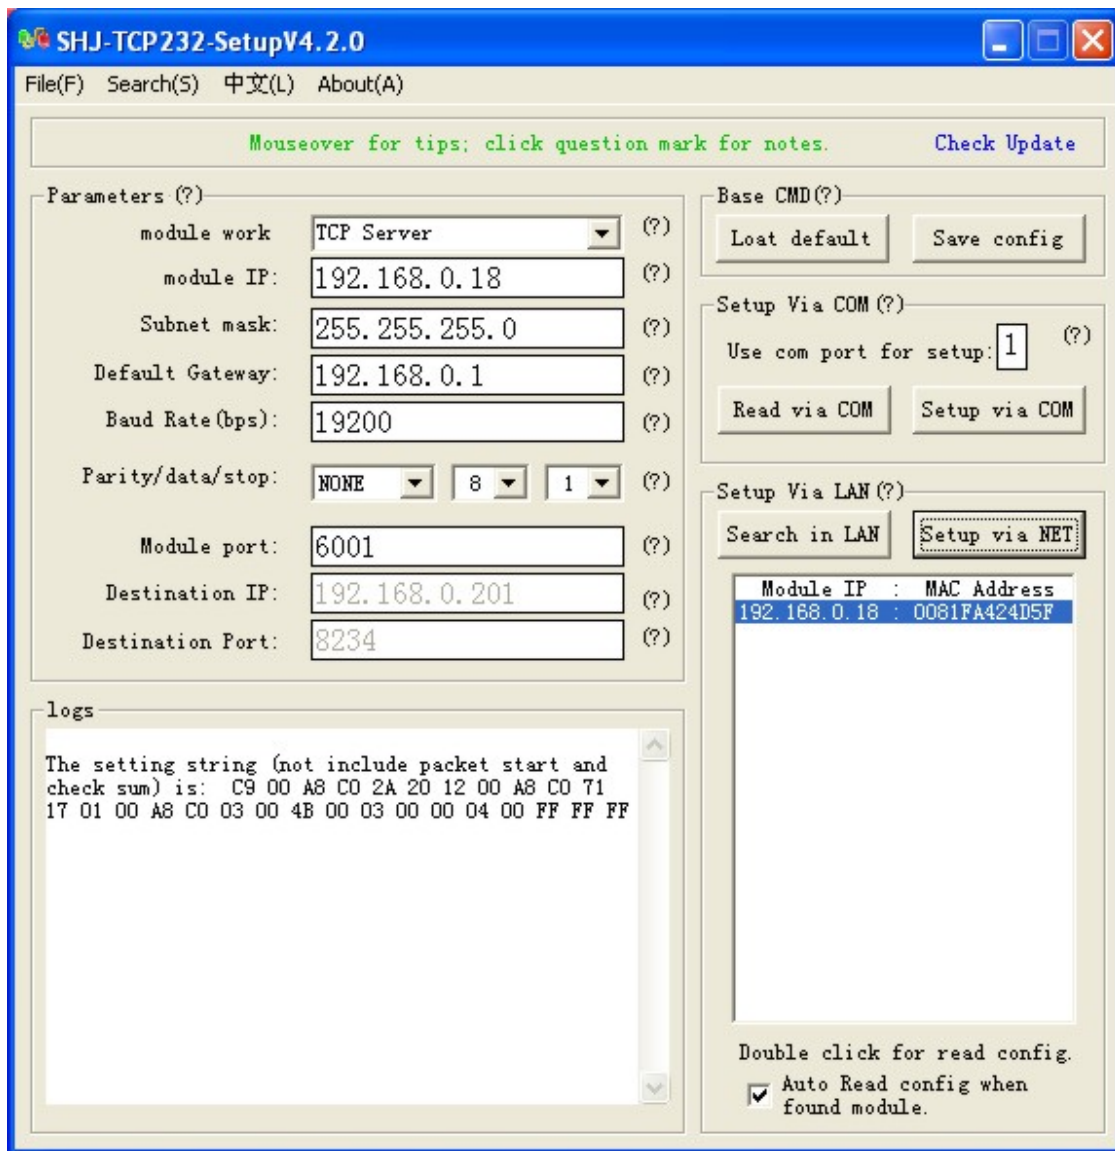 SHJ-TCP232-SetupV4.2.0
File(F) Search(S) 中文(L) About(A)
Mouseover for tips; click question mark for notes. Check Update
Parameters (?)
module work TCP Server (?)
module IP: 192.168.0.18 (?)
Subnet mask: 255.255.255.0 (?)
Default Gateway: 192.168.0.1 (?)
Baud Rate(bps): 19200 (?)
Parity/data/stop: NONE 8 1 (?)
Module port: 6001 (?)
Destination IP: 192.168.0.201 (?)
Destination Port: 8234 (?)
logs
The setting string (not include packet start and
check sum) is: C9 00 A8 C0 2A 20 12 00 A8 C0 71
17 01 00 A8 C0 03 00 4B 00 03 00 00 04 00 FF FF FF
Base CMD(?)
Loat default Save config
Setup Via COM(?)
Use com port for setup: 1 (?)
Read via COM Setup via COM
Setup Via LAN(?)
Search in LAN Setup via NET
Module IP : MAC Address
192.168.0.18 : 0081FA424D5F
Double click for read config.
Auto Read config when
found module.